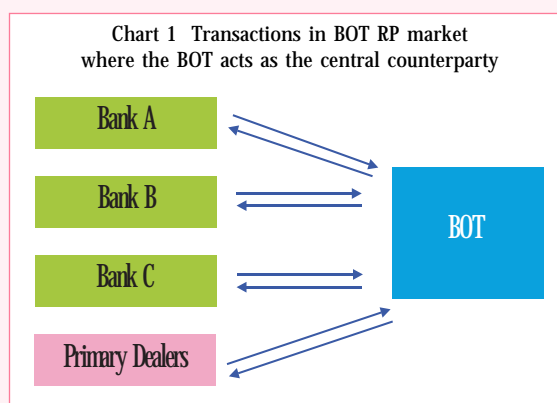 Chart 1 Transactions in BOT RP market
where the BOT acts as the central counterparty
Bank A
Bank B
BOT
Bank C
Primary Dealers